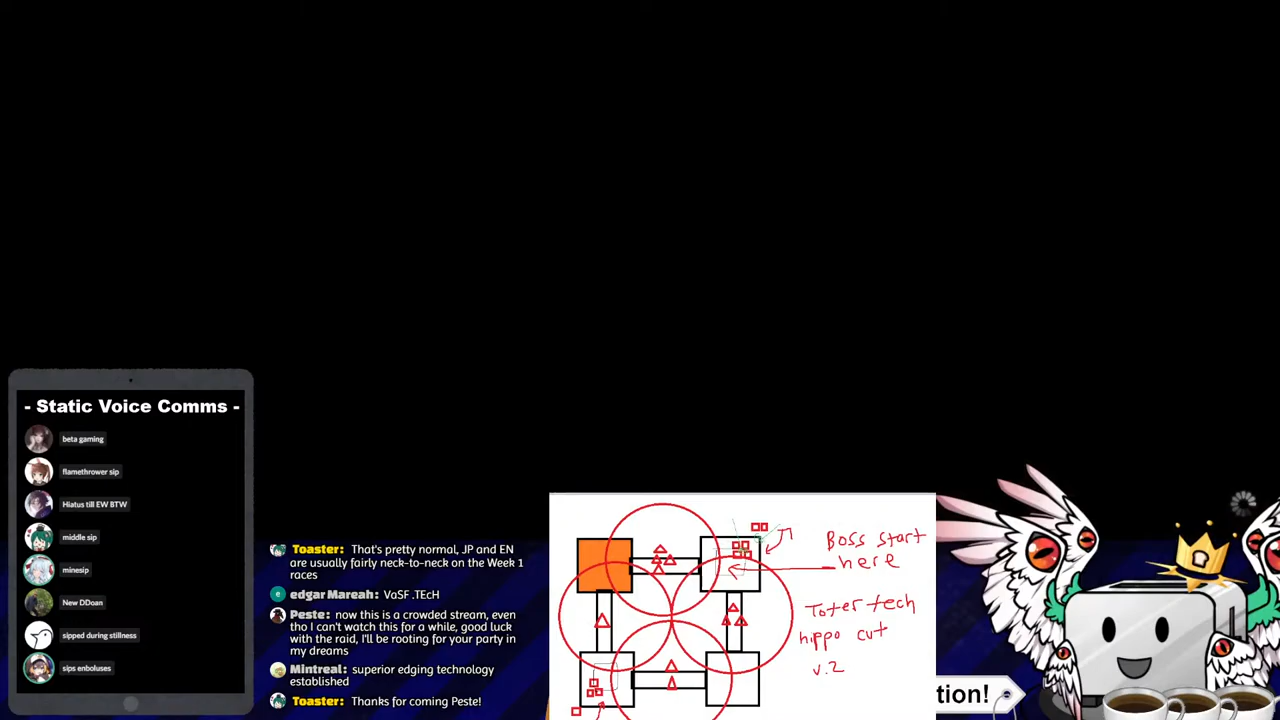 - Static Voice Comms -
beta gaming
flamethrower sip
Hiatus till EW BTW
middle sip
minesip
New DDoan
sipped during stillness
sips enboluses
Toaster: That's pretty normal, JP and EN
are usually fairly neck-to-neck on the Week 1
races
edgar Mareah: VaSF .TEcH
Peste: now this is a crowded stream, even
tho I can't watch this for a while, good luck
with the raid, I'll be rooting for your party in
my dreams
Mintreal: superior edging technology
established
Toaster: Thanks for coming Peste!
Boss start
here
Toter tech
hippo cut
v.2
tion!